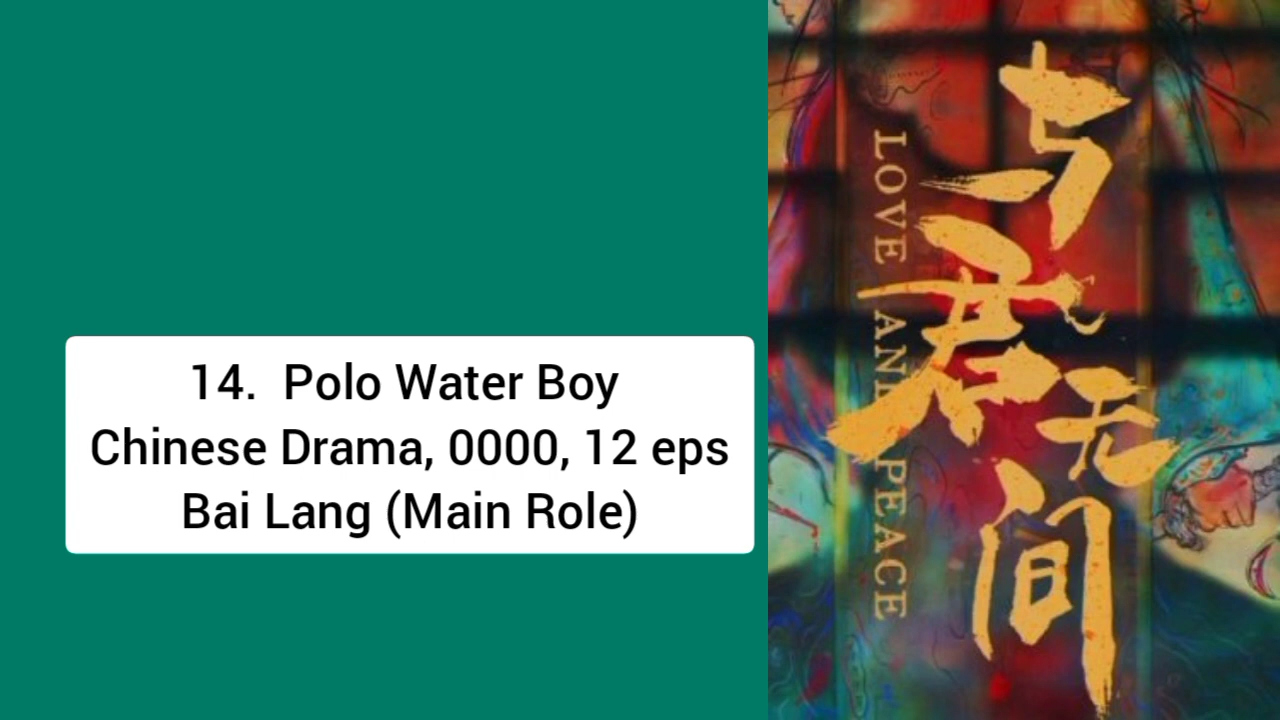 14.  Polo Water Boy
Chinese Drama, 0000, 12 eps
Bai Lang (Main Role)
与君无间
LOVE AND PEACE